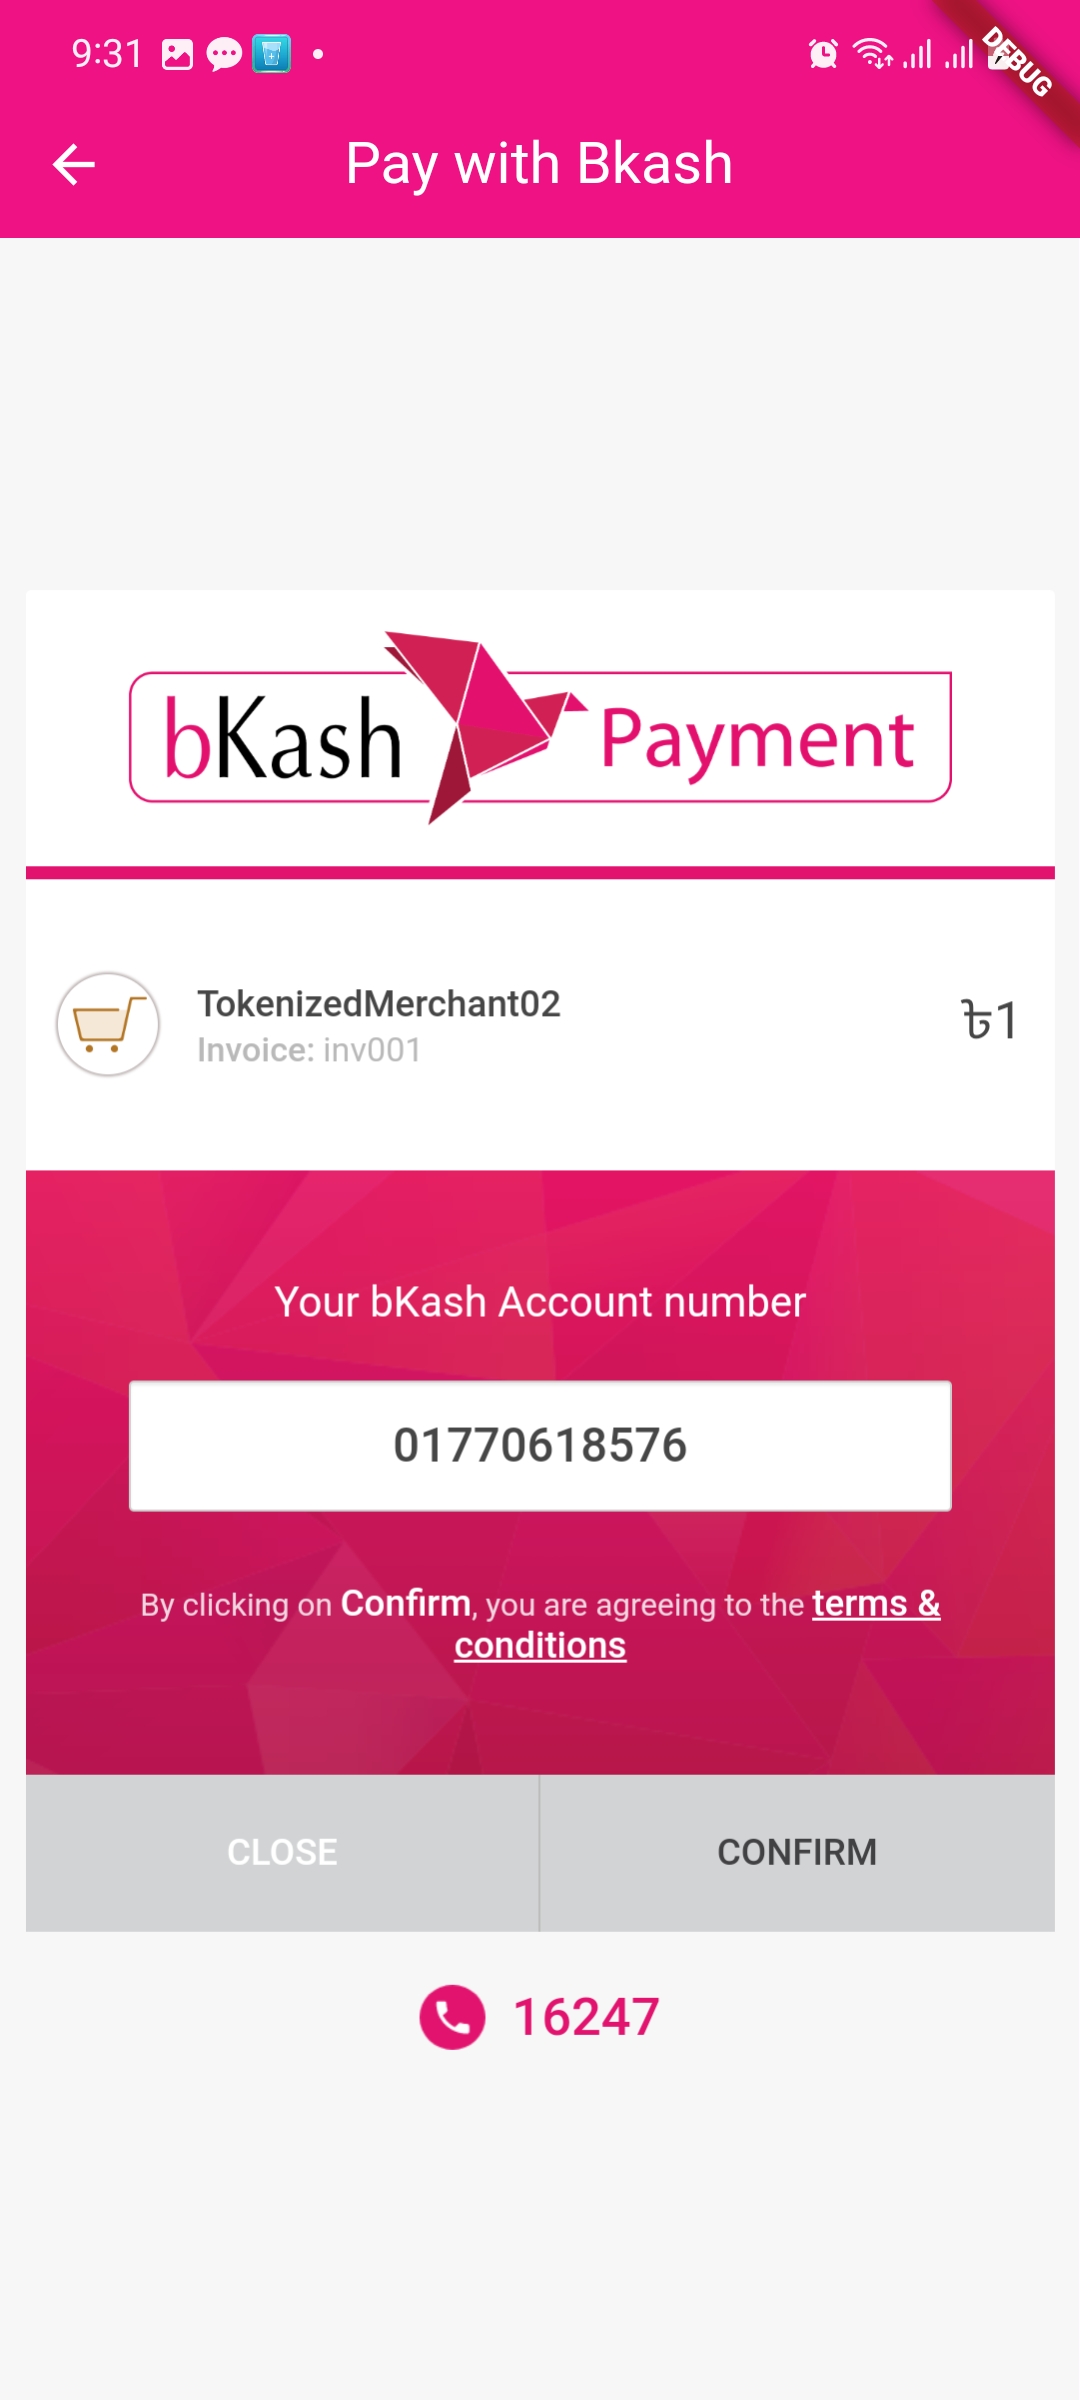 9:31
DEBUG
Pay with Bkash
bKash Payment
TokenizedMerchant02
Invoice: inv001
৳1
Your bKash Account number
01770618576
By clicking on Confirm, you are agreeing to the terms &
conditions
CLOSE
CONFIRM
16247